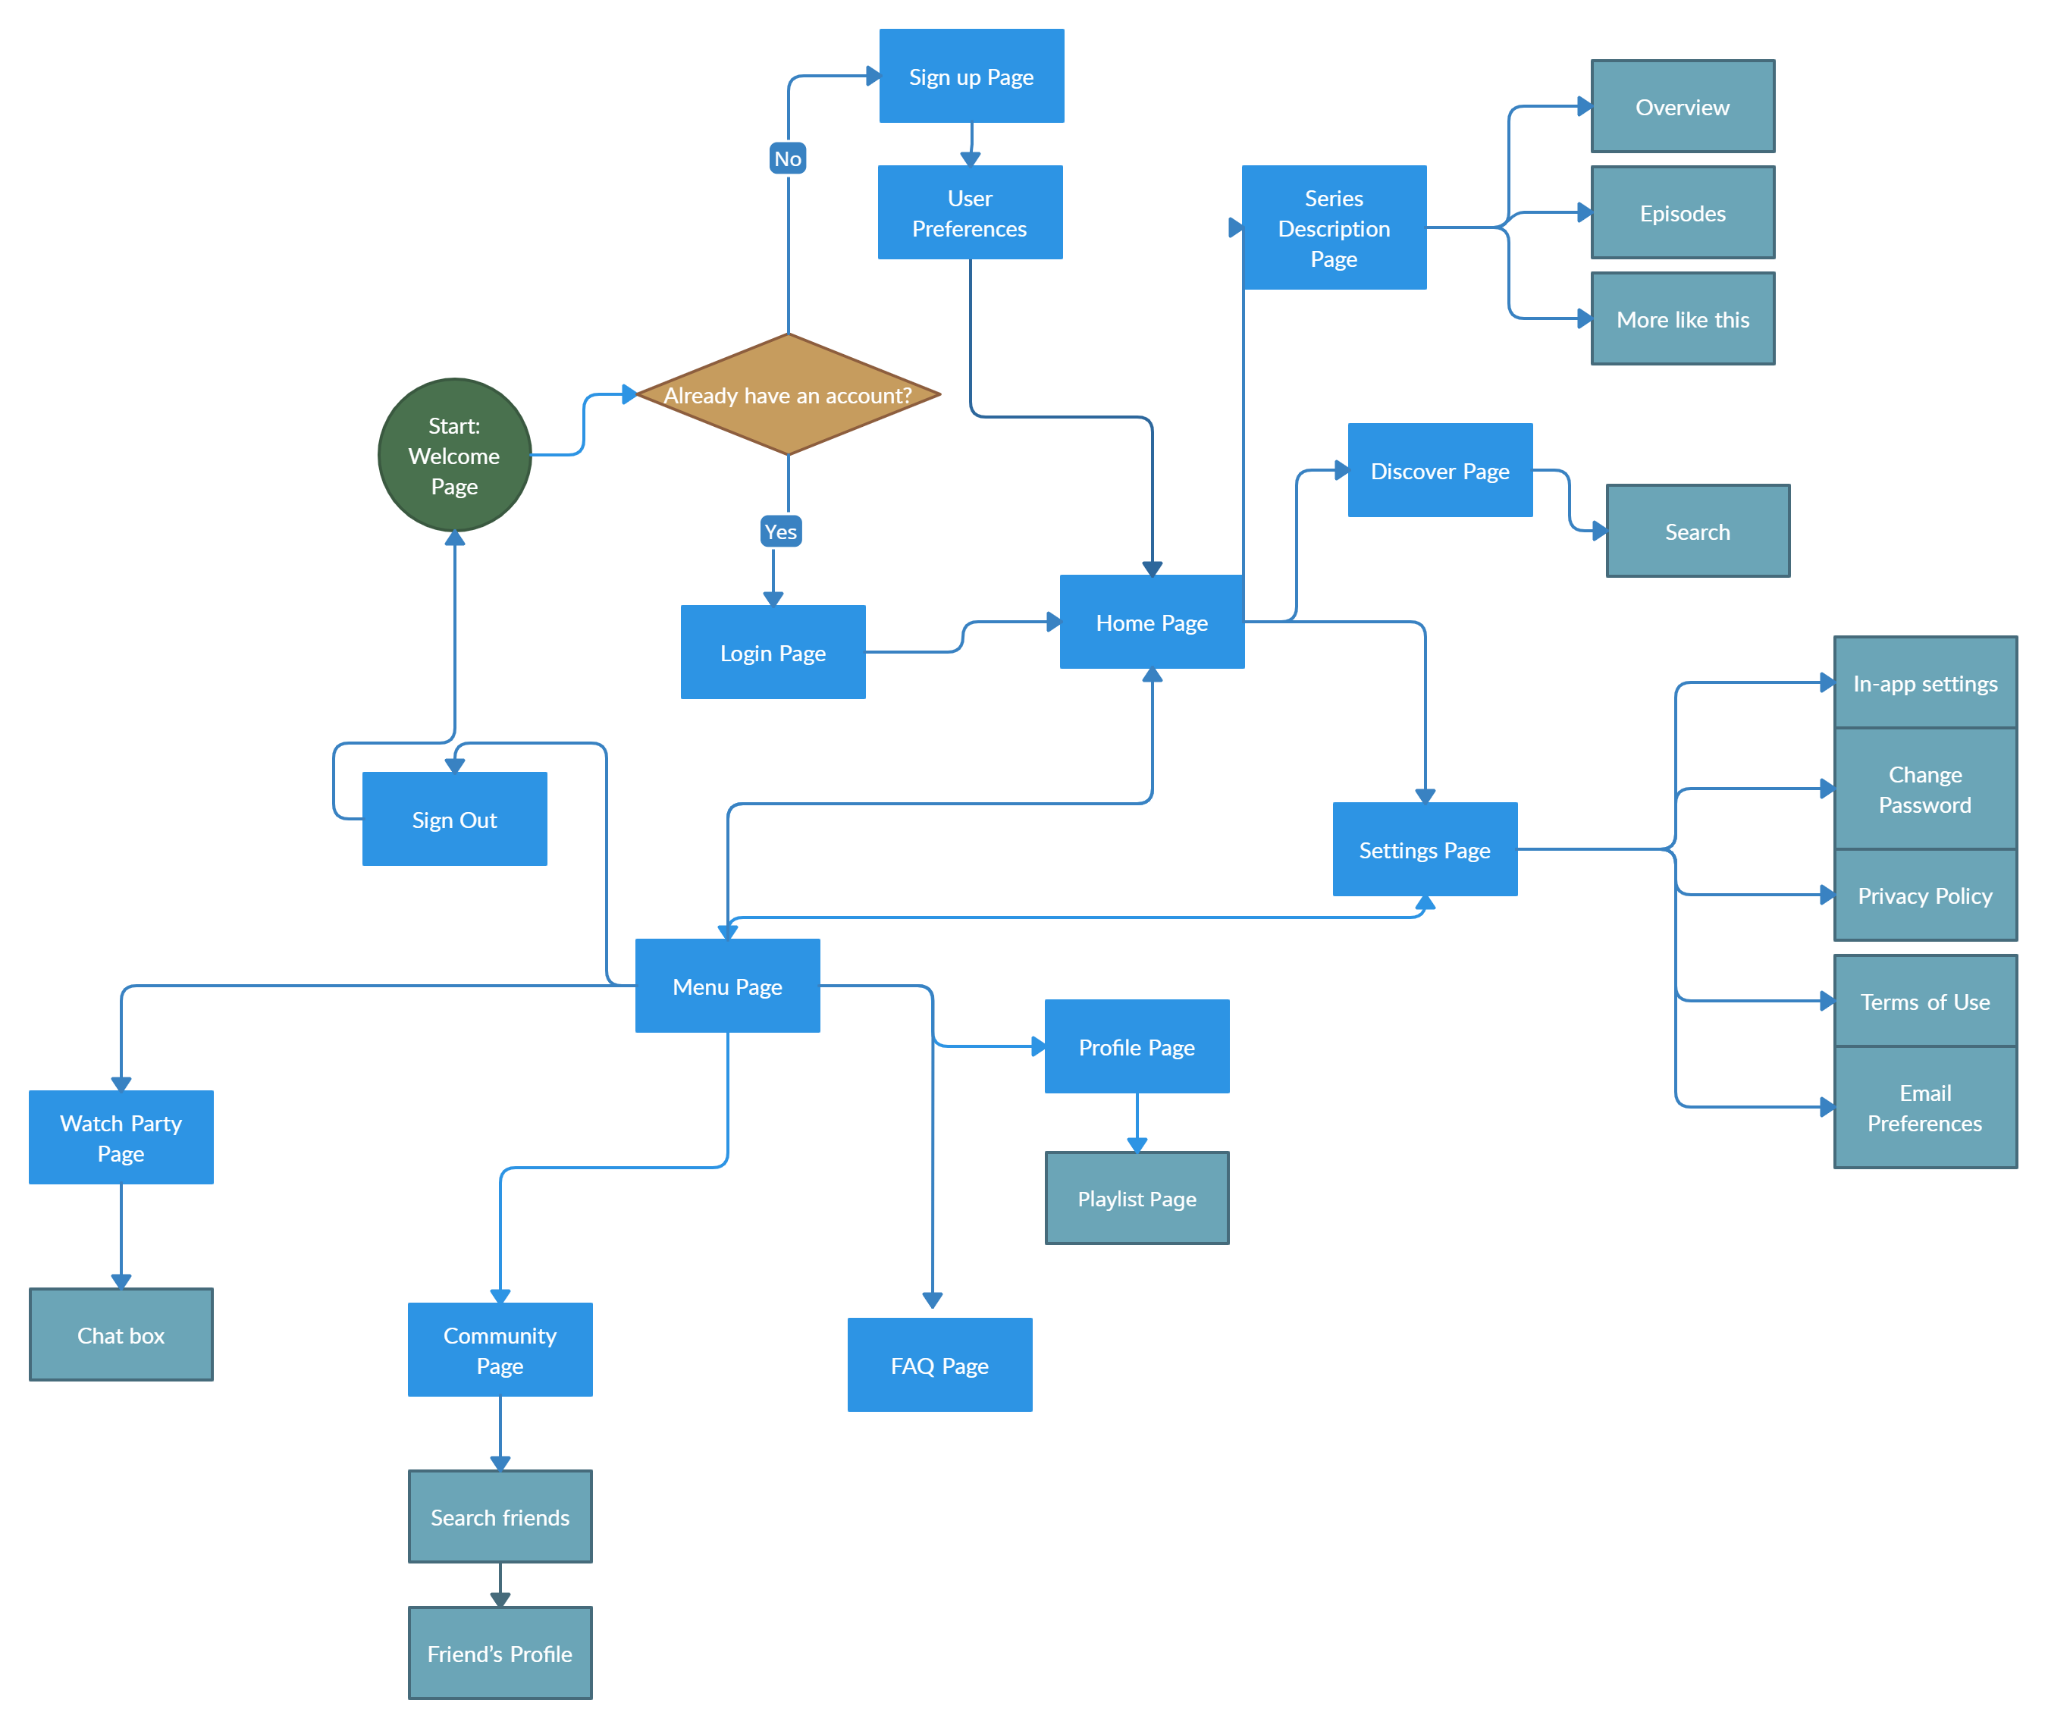 Sign up Page
Overview
No
User
Preferences
Series
Description
Page
Episodes
More like this
Already have an account?
Start:
Welcome
Page
Discover Page
Search
Yes
Home Page
Login Page
In-app settings
Change
Password
Sign Out
Settings Page
Privacy Policy
Menu Page
Terms of Use
Profile Page
Email
Preferences
Watch Party
Page
Playlist Page
Chat box
Community
Page
FAQ Page
Search friends
Friend's Profile